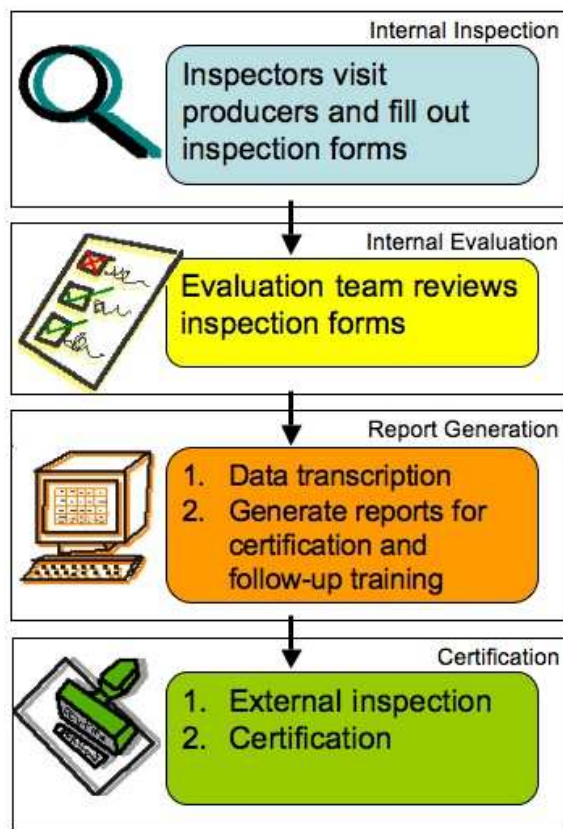 Internal Inspection
Inspectors visit
producers and fill out
inspection forms
Internal Evaluation
Evaluation team reviews
inspection forms
Report Generation
1. Data transcription
2. Generate reports for
certification and
follow-up training
Certification
1. External inspection
2. Certification